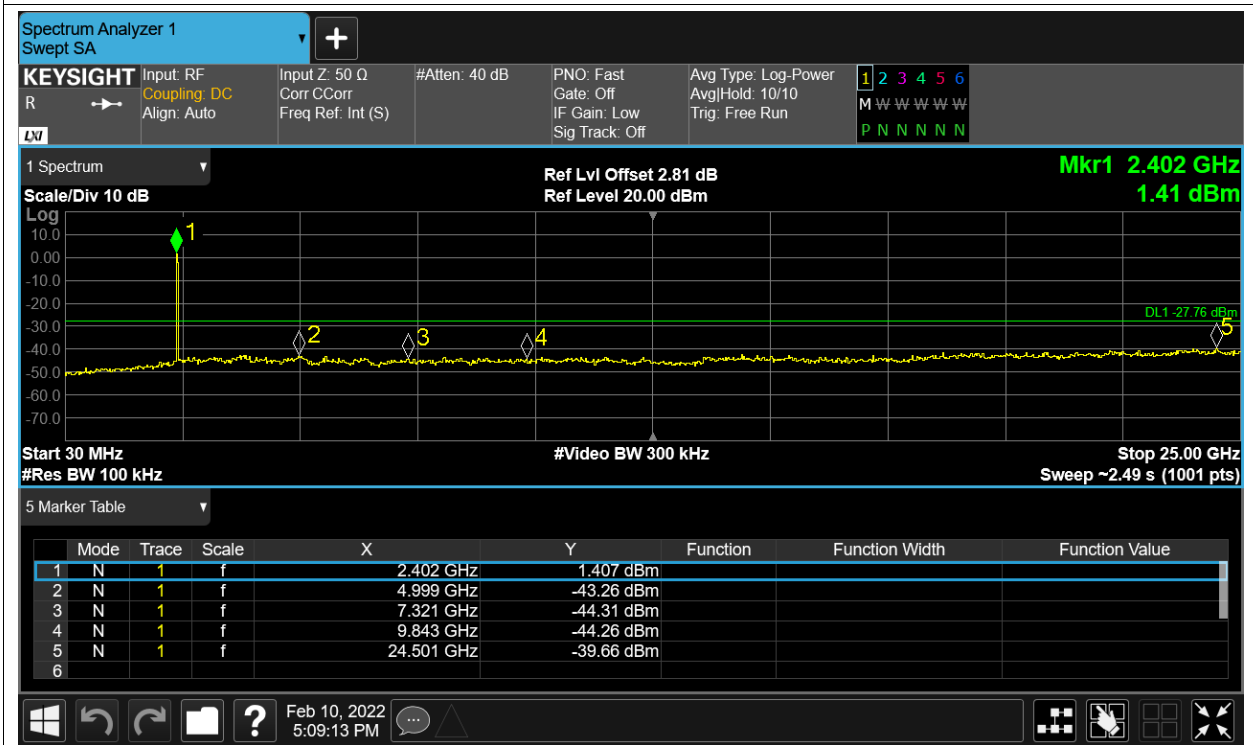 Spectrum Analyzer 1
Swept SA
KEYSIGHT Input: RF Input Z: 50 Ω #Atten: 40 dB PNO: Fast Avg Type: Log-Power 1 2 3 4 5 6
R Coupling: DC Corr CCorr Gate: Off Avg|Hold: 10/10 M W W W W W
Align: Auto Freq Ref: Int (S) IF Gain: Low Trig: Free Run
LXI Sig Track: Off P N N N N N
1 Spectrum Ref Lvl Offset 2.81 dB Mkr1 2.402 GHz
Scale/Div 10 dB Ref Level 20.00 dBm 1.41 dBm
Log
10.0 1
0.00
-10.0
-20.0
DL1 -27.76 dBm
-30.0 2 3 4 5
-40.0
-50.0
-60.0
-70.0
Start 30 MHz #Video BW 300 kHz Stop 25.00 GHz
#Res BW 100 kHz Sweep ~2.49 s (1001 pts)
5 Marker Table
Mode Trace Scale X Y Function Function Width Function Value
1 N 1 f 2.402 GHz 1.407 dBm
2 N 1 f 4.999 GHz -43.26 dBm
3 N 1 f 7.321 GHz -44.31 dBm
4 N 1 f 9.843 GHz -44.26 dBm
5 N 1 f 24.501 GHz -39.66 dBm
6
? Feb 10, 2022
5:09:13 PM